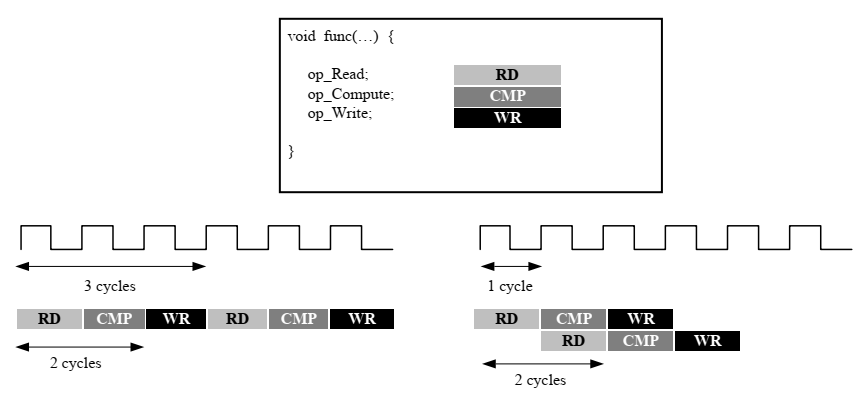 void func(…) {
op_Read; RD
op_Compute; CMP
op_Write; WR
}
3 cycles
RD CMP WR RD CMP WR
2 cycles
1 cycle
RD CMP WR
RD CMP WR
2 cycles